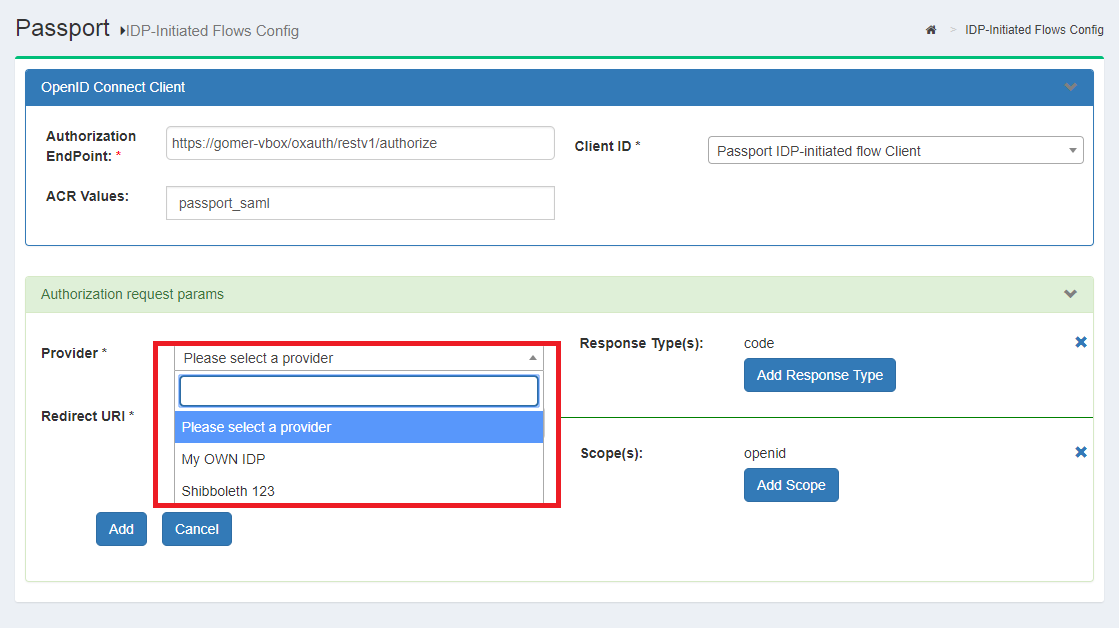 Passport IDP-Initiated Flows Config
> IDP-Initiated Flows Config
OpenID Connect Client
Authorization
EndPoint: *
https://gomer-vbox/oxauth/restv1/authorize
Client ID *
Passport IDP-initiated flow Client
ACR Values:
passport_saml
Authorization request params
Provider *
Please select a provider
Please select a provider
My OWN IDP
Shibboleth 123
Redirect URI *
Response Type(s):
code
Add Response Type
Scope(s):
openid
Add Scope
Add
Cancel